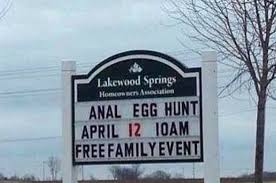 Lakewood Springs
Homeowners Association
ANAL EGG HUNT
APRIL 12 10AM
FREE FAMILY EVENT